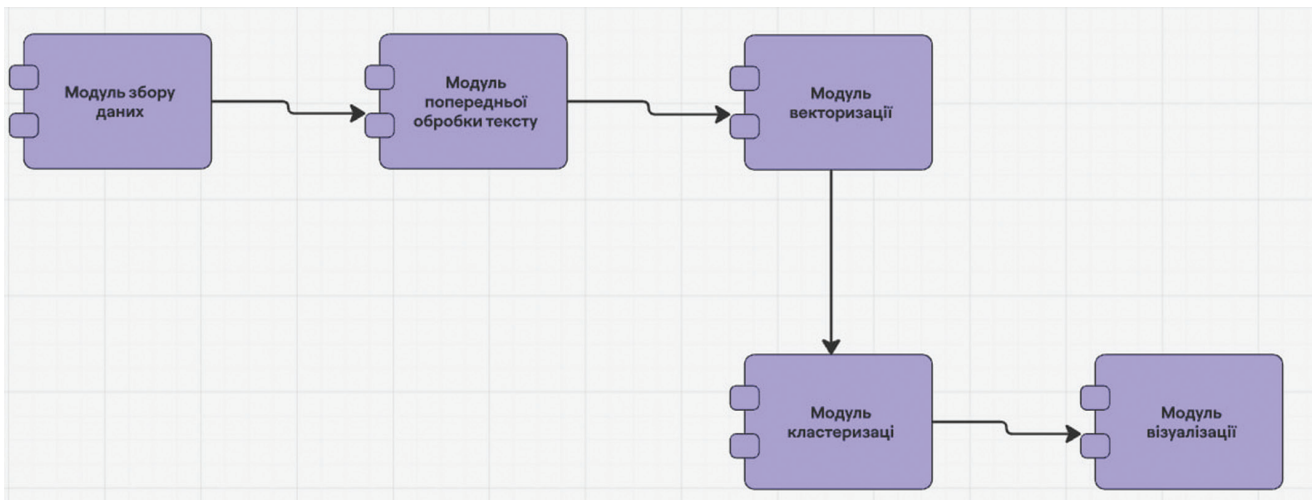 Модуль збору
даних
Модуль
попередньої
обробки тексту
Модуль
векторизації
Модуль
кластеризаці
Модуль
візуалізації